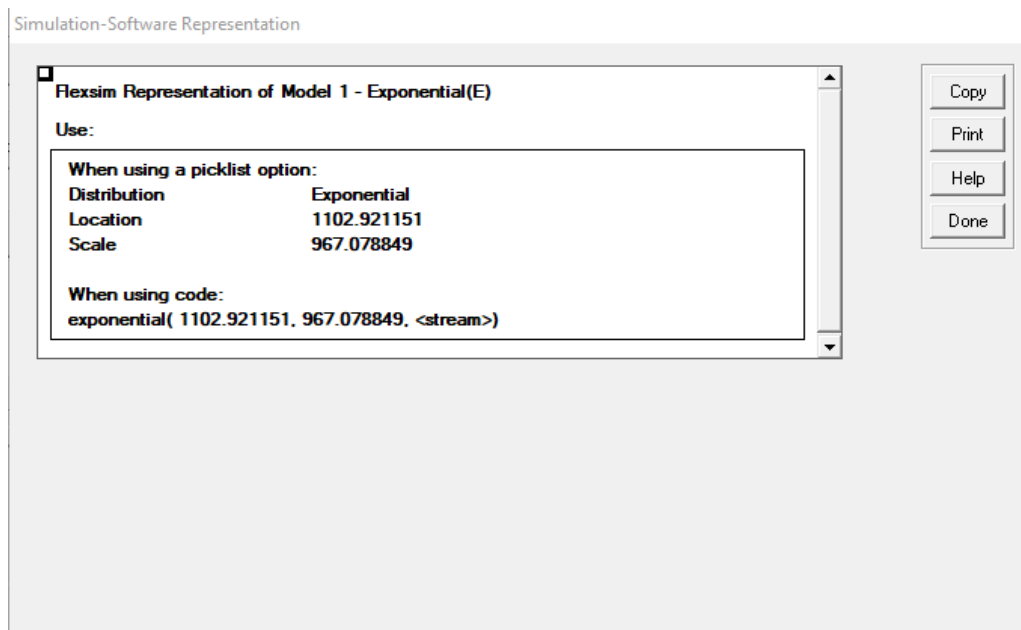 Simulation-Software Representation
Flexsim Representation of Model 1 - Exponential(E)
Use:
When using a picklist option:
Distribution Exponential
Location 1102.921151
Scale 967.078849
When using code:
exponential( 1102.921151, 967.078849, <stream>)
Copy
Print
Help
Done